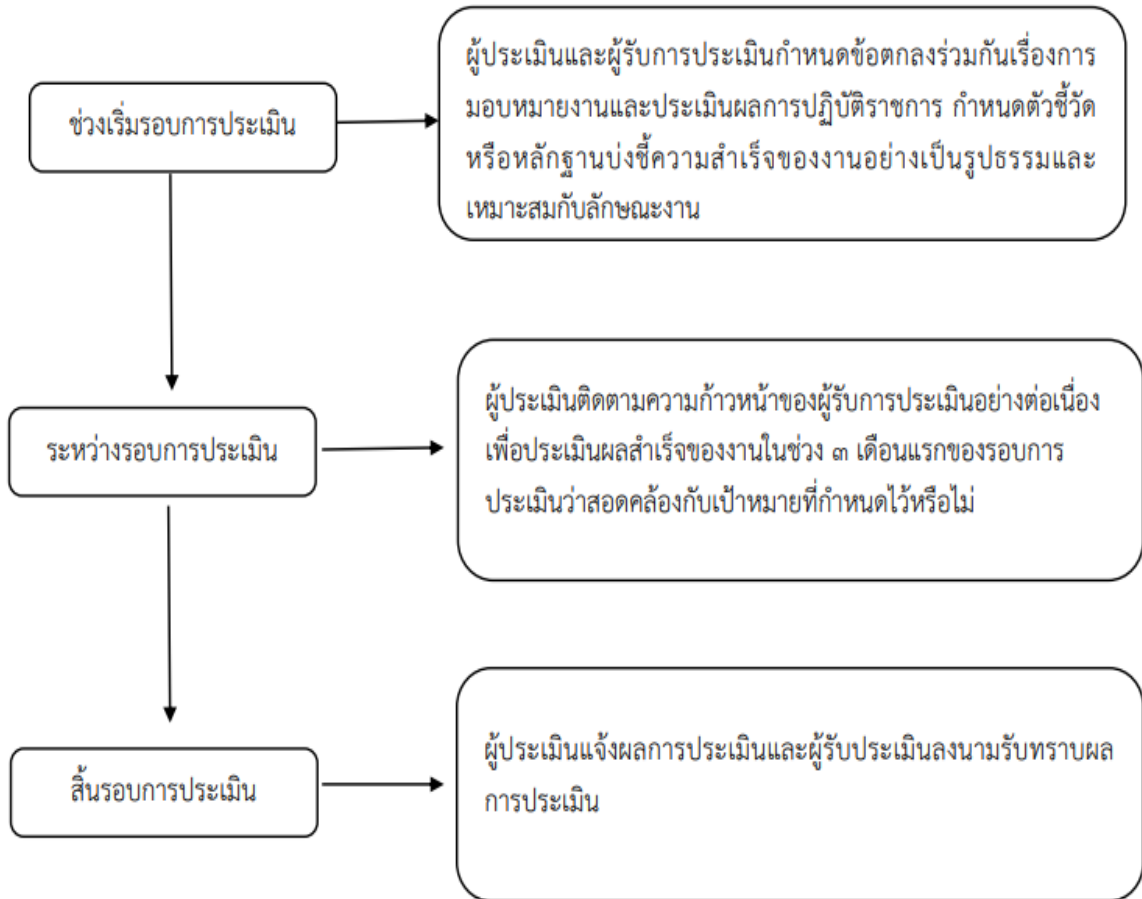 ช่วงเริ่มรอบการประเมิน
ผู้ประเมินและผู้รับการประเมินกำหนดข้อตกลงร่วมกันเรื่องการ
มอบหมายงานและประเมินผลการปฏิบัติราชการ กำหนดตัวชี้วัด
หรือหลักฐานบ่งชี้ความสำเร็จของงานอย่างเป็นรูปธรรมและ
เหมาะสมกับลักษณะงาน
ระหว่างรอบการประเมิน
ผู้ประเมินติดตามความก้าวหน้าของผู้รับการประเมินอย่างต่อเนื่อง
เพื่อประเมินผลสำเร็จของงานในช่วง ๓ เดือนแรกของรอบการ
ประเมินว่าสอดคล้องกับเป้าหมายที่กำหนดไว้หรือไม่
สิ้นรอบการประเมิน
ผู้ประเมินแจ้งผลการประเมินและผู้รับประเมินลงนามรับทราบผล
การประเมิน